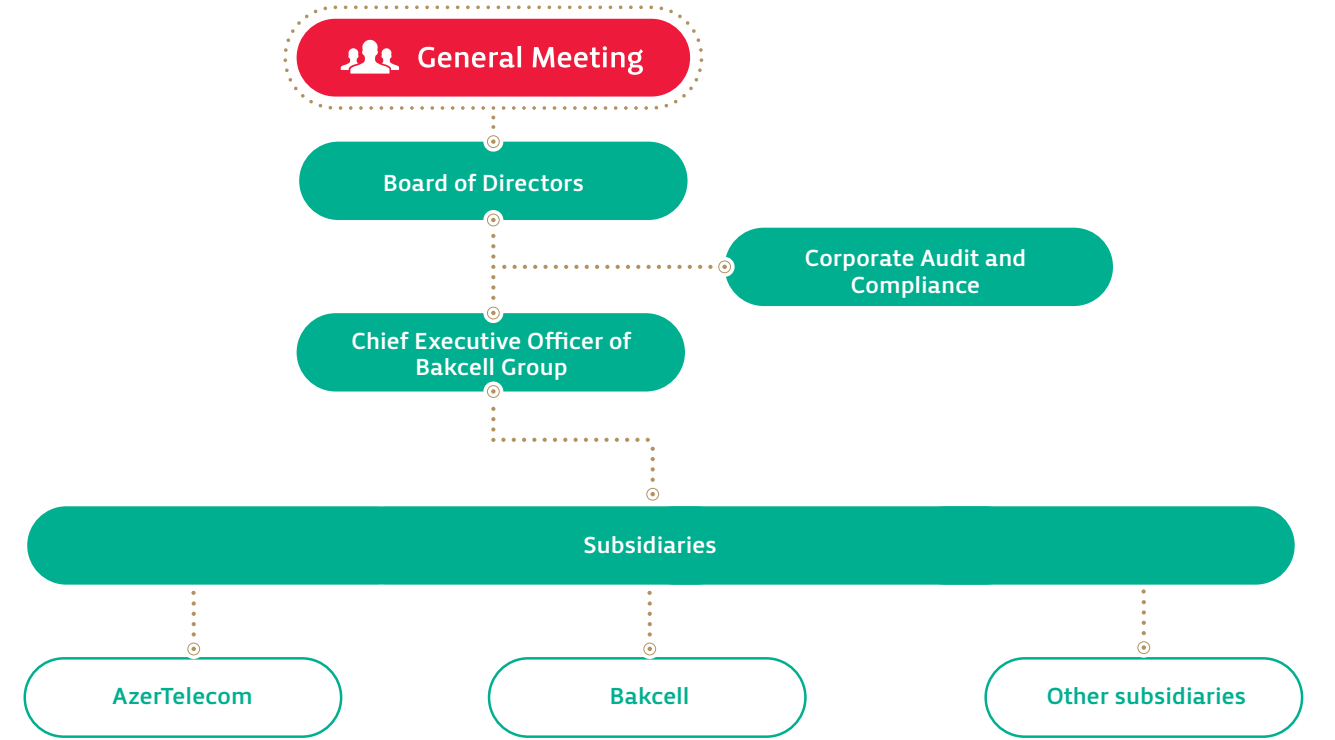 General Meeting
Board of Directors
Corporate Audit and
Compliance
Chief Executive Officer of
Bakcell Group
Subsidiaries
AzerTelecom
Bakcell
Other subsidiaries